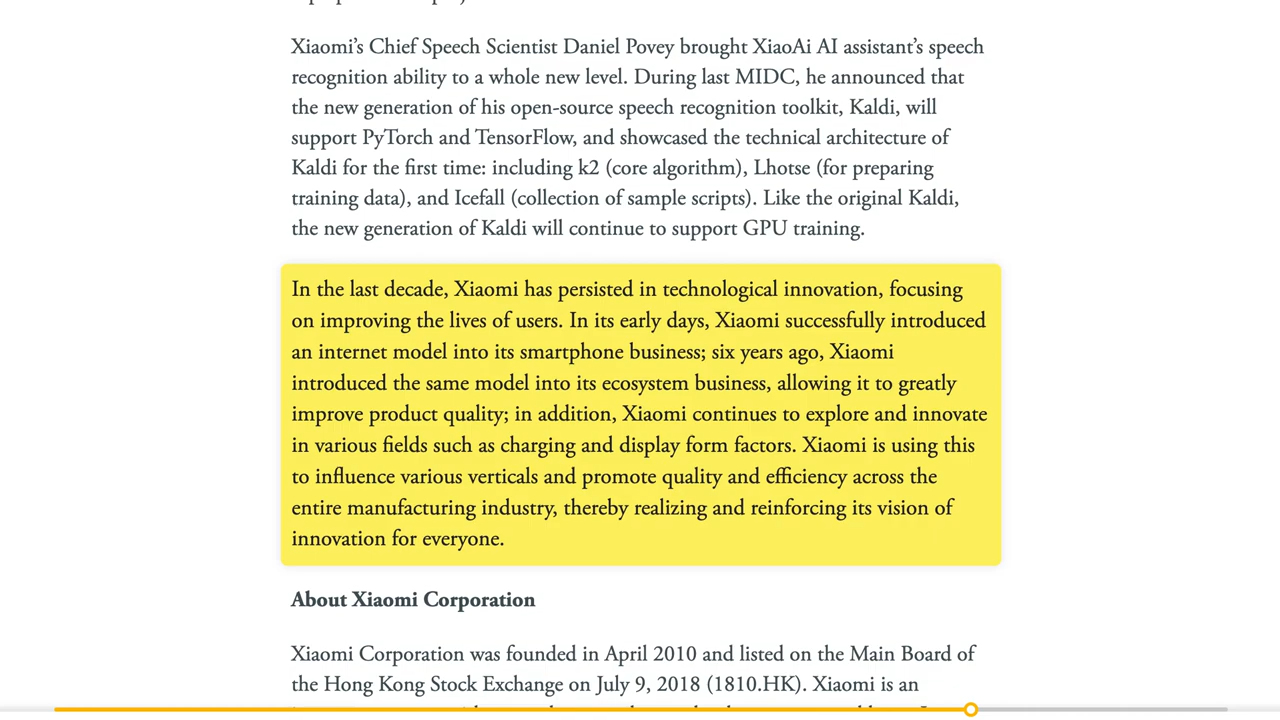 Xiaomi’s Chief Speech Scientist Daniel Povey brought XiaoAi AI assistant’s speech
recognition ability to a whole new level. During last MIDC, he announced that
the new generation of his open-source speech recognition toolkit, Kaldi, will
support PyTorch and TensorFlow, and showcased the technical architecture of
Kaldi for the first time: including k2 (core algorithm), Lhotse (for preparing
training data), and Icefall (collection of sample scripts). Like the original Kaldi,
the new generation of Kaldi will continue to support GPU training.
In the last decade, Xiaomi has persisted in technological innovation, focusing
on improving the lives of users. In its early days, Xiaomi successfully introduced
an internet model into its smartphone business; six years ago, Xiaomi
introduced the same model into its ecosystem business, allowing it to greatly
improve product quality; in addition, Xiaomi continues to explore and innovate
in various fields such as charging and display form factors. Xiaomi is using this
to influence various verticals and promote quality and efficiency across the
entire manufacturing industry, thereby realizing and reinforcing its vision of
innovation for everyone.
About Xiaomi Corporation
Xiaomi Corporation was founded in April 2010 and listed on the Main Board of
the Hong Kong Stock Exchange on July 9, 2018 (1810.HK). Xiaomi is an